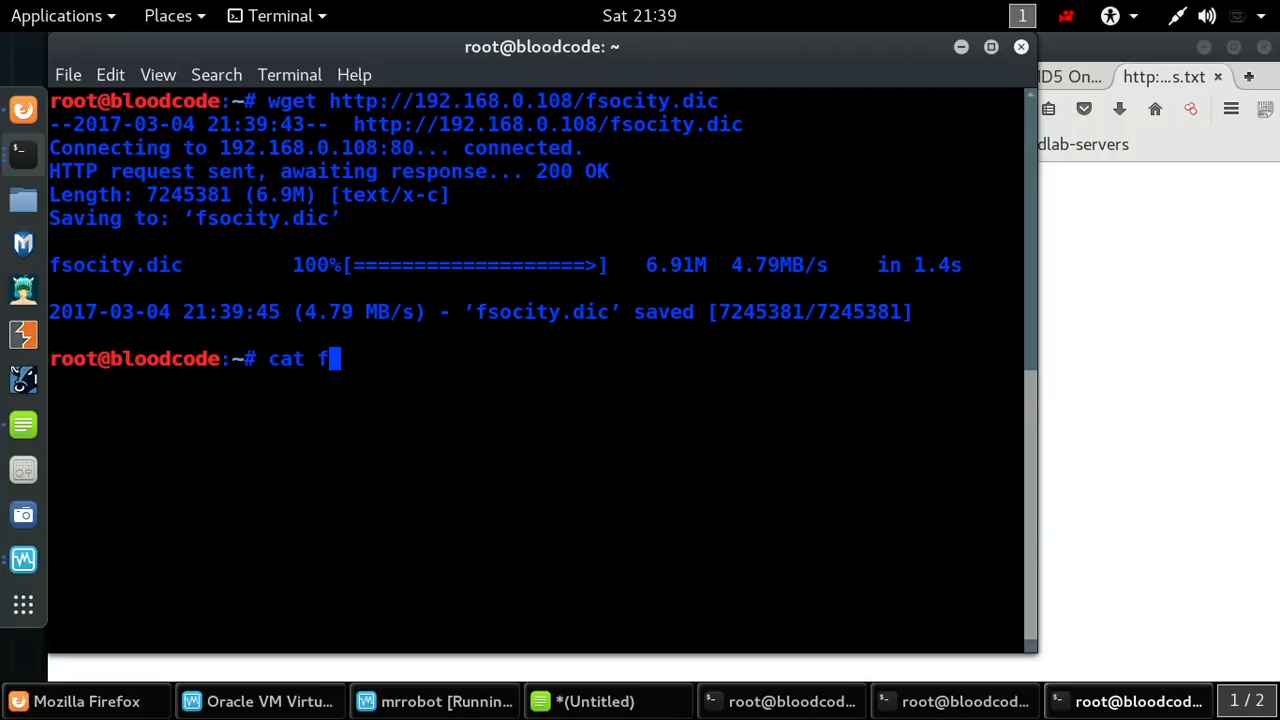 Applications Places Terminal Sat 21:39 1
root@bloodcode: ~
File Edit View Search Terminal Help
ID5 On... http:...s.txt
dlab-servers
root@bloodcode:~# wget http://192.168.0.108/fsocity.dic
--2017-03-04 21:39:43-- http://192.168.0.108/fsocity.dic
Connecting to 192.168.0.108:80... connected.
HTTP request sent, awaiting response... 200 OK
Length: 7245381 (6.9M) [text/x-c]
Saving to: ‘fsocity.dic’
fsocity.dic 100%[===================>] 6.91M 4.79MB/s in 1.4s
2017-03-04 21:39:45 (4.79 MB/s) - ‘fsocity.dic’ saved [7245381/7245381]
root@bloodcode:~# cat f
Mozilla Firefox Oracle VM Virtu... mrrobot [Runnin... *(Untitled) root@bloodcod... root@bloodcod... root@bloodcod... 1 / 2